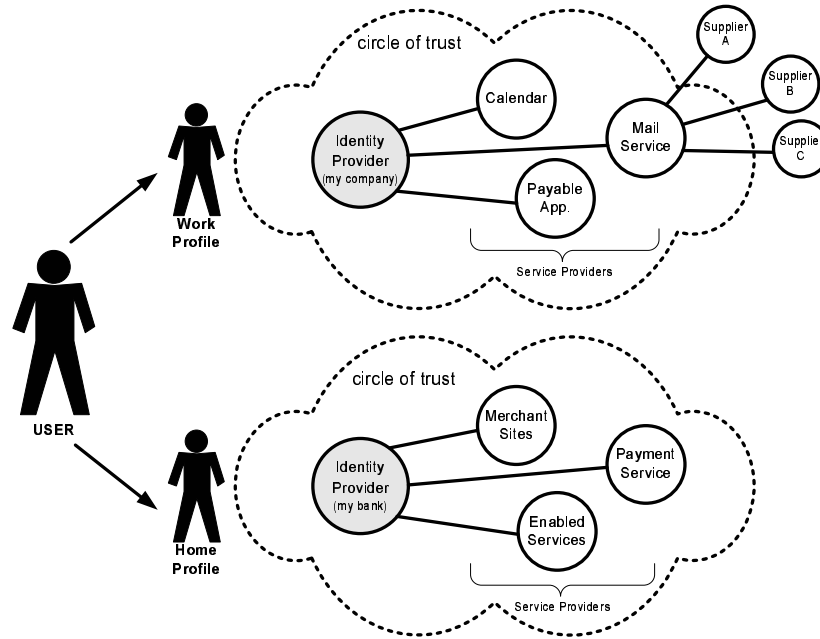 circle of trust
Supplier
A
Supplier
B
Supplier
C
Calendar
Mail
Service
Identity
Provider
(my company)
Payable
App.
Service Providers
Work
Profile
USER
circle of trust
Merchant
Sites
Payment
Service
Identity
Provider
(my bank)
Enabled
Services
Service Providers
Home
Profile